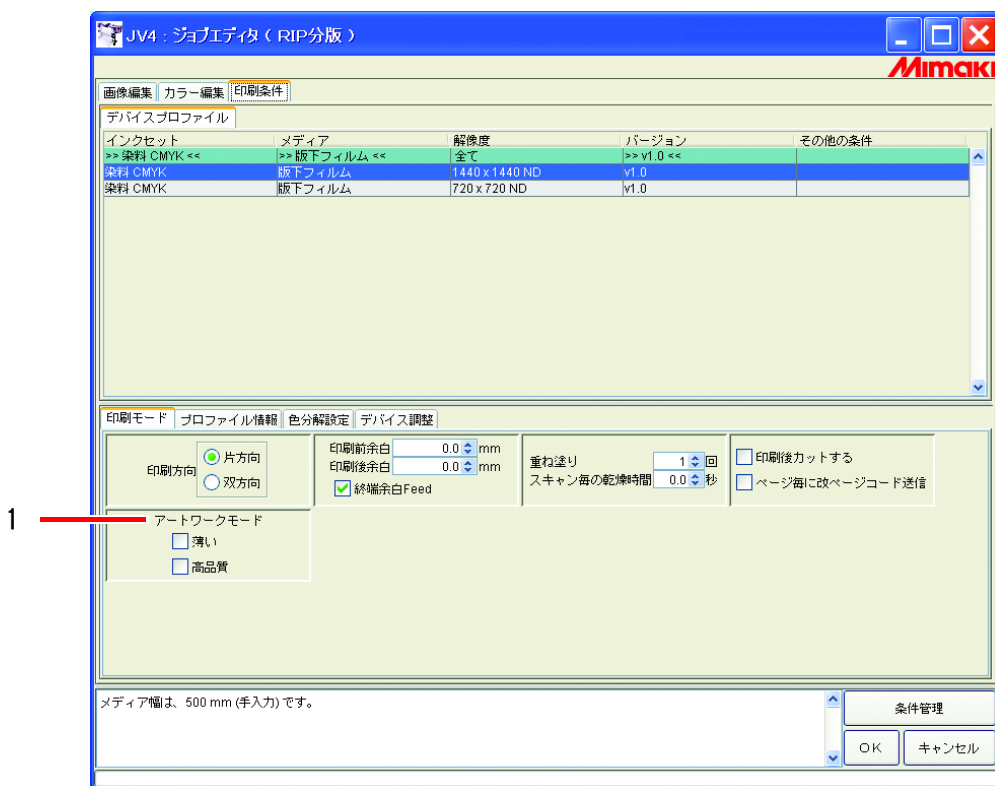 JV4 : ジョブエディタ ( RIP分版 )
Mimaki
画像編集 カラー編集 印刷条件
デバイスプロファイル
インクセット メディア 解像度 バージョン その他の条件
>> 染料 CMYK << >> 版下フィルム << 全て >> v1.0 <<
染料 CMYK 版下フィルム 1440 x 1440 ND v1.0
染料 CMYK 版下フィルム 720 x 720 ND v1.0
印刷モード プロファイル情報 色分解設定 デバイス調整
印刷方向 片方向
双方向
印刷前余白 0.0 mm
印刷後余白 0.0 mm
終端余白Feed
重ね塗り 1 回
スキャン毎の乾燥時間 0.0 秒
印刷後カットする
ページ毎に改ページコード送信
1
アートワークモード
薄い
高品質
メディア幅は、500 mm (手入力) です。
条件管理
OK キャンセル